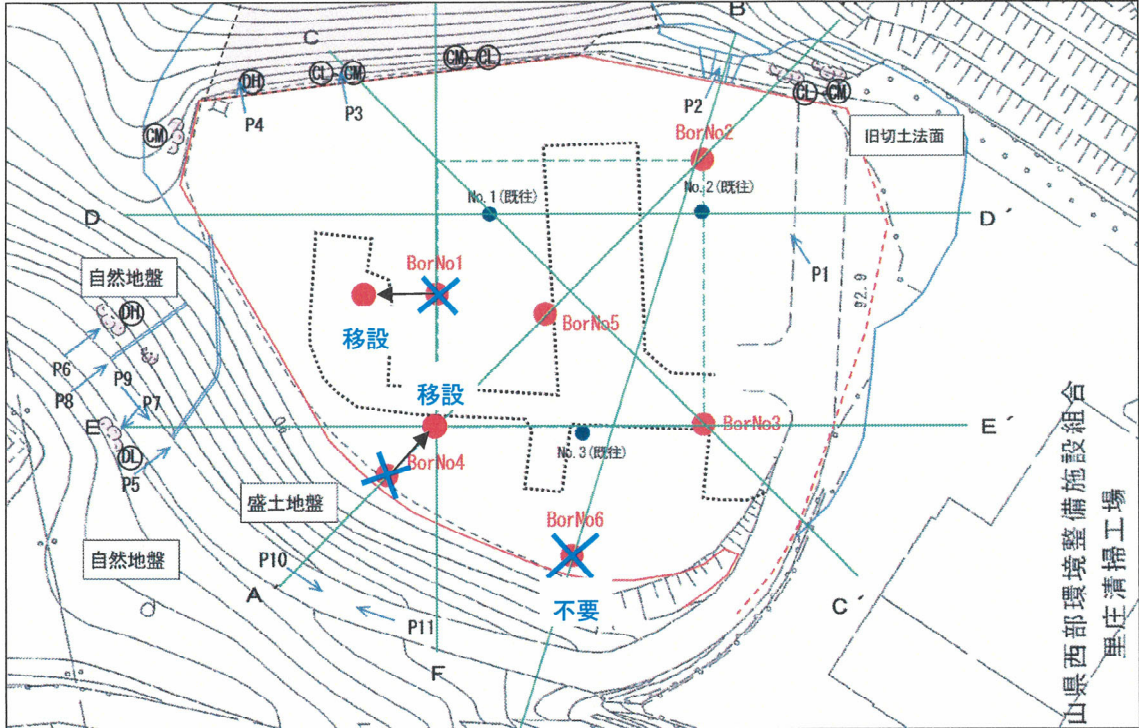 B
C
CM
CL
DH
CL
CM
CL
CM
P4
P3
P2
CM
BorNo2
旧切土法面
No.1(既往)
No.2(既往)
D
D′
自然地盤
BorNo1
P1
92.9
DH
移設
BorNo5
P6
P8
P9
P7
移設
E
E′
BorNo3
No.3(既往)
DL
P5
BorNo4
盛土地盤
BorNo6
自然地盤
P10
A
不要
C′
P11
F
山県西部環境整備施設組合
里庄清掃工場